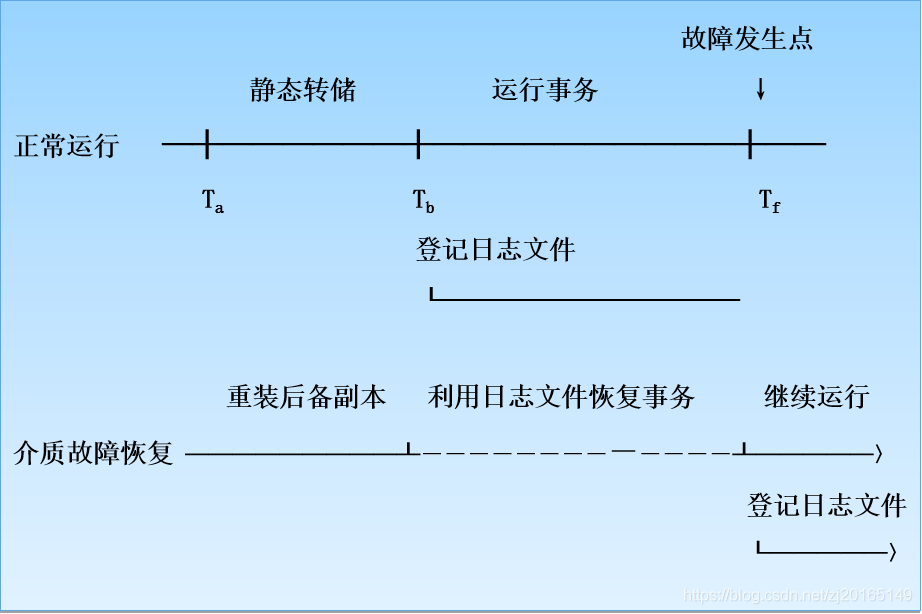 故障发生点
静态转储 运行事务 ↓
正常运行
Ta Tb Tf
登记日志文件
重装后备副本 利用日志文件恢复事务 继续运行
介质故障恢复
登记日志文件
https://blog.csdn.net/zj20165149